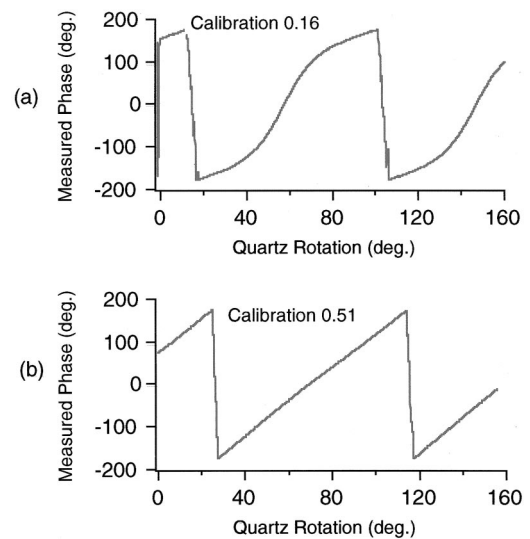 (a)
Calibration 0.16
Measured Phase (deg.)
200
100
0
-100
-200
0 40 80 120 160
Quartz Rotation (deg.)
(b)
Calibration 0.51
Measured Phase (deg.)
200
100
0
-100
-200
0 40 80 120 160
Quartz Rotation (deg.)